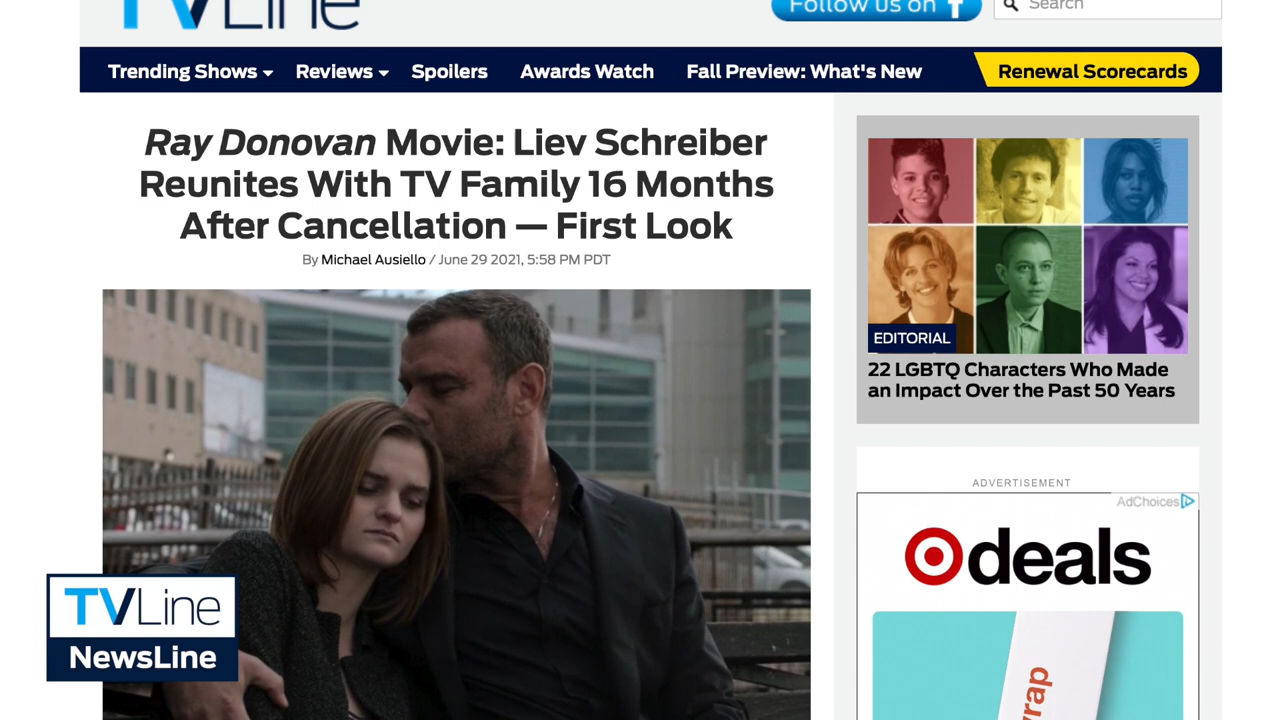 TVLine
Follow us on f
Search
Trending Shows Reviews Spoilers Awards Watch Fall Preview: What's New Renewal Scorecards
Ray Donovan Movie: Liev Schreiber
Reunites With TV Family 16 Months
After Cancellation — First Look
By Michael Ausiello / June 29 2021, 5:58 PM PDT
EDITORIAL
22 LGBTQ Characters Who Made
an Impact Over the Past 50 Years
ADVERTISEMENT
AdChoices
deals
wrap
TVLine
NewsLine